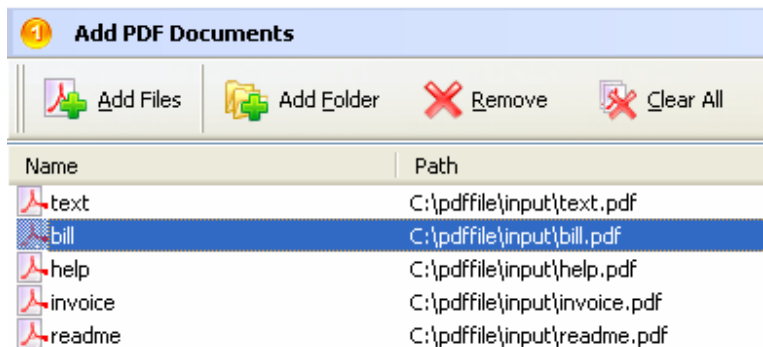 1 Add PDF Documents
Add Files Add Folder Remove Clear All
Name Path
text C:\pdffile\input\text.pdf
bill C:\pdffile\input\bill.pdf
help C:\pdffile\input\help.pdf
invoice C:\pdffile\input\invoice.pdf
readme C:\pdffile\input\readme.pdf